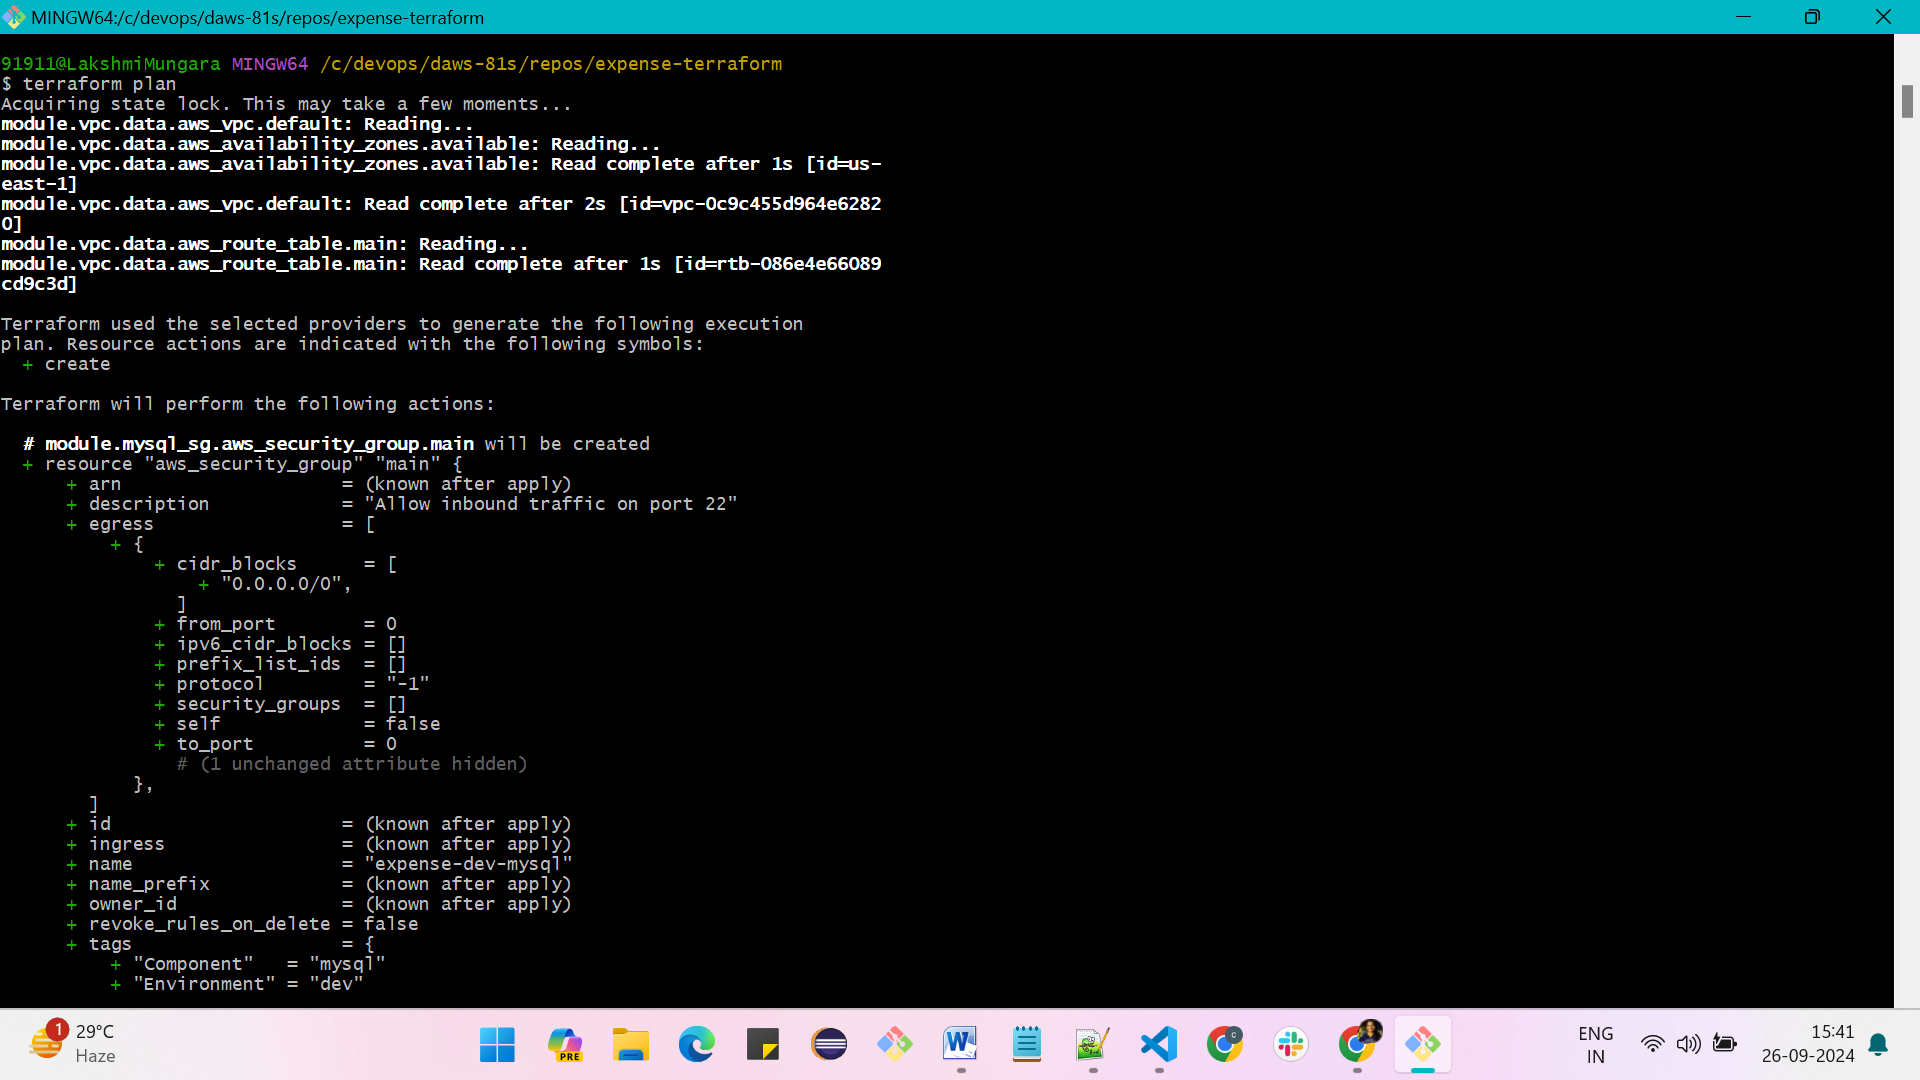 MINGW64:/c/devops/daws-81s/repos/expense-terraform
91911@LakshmiMungara MINGW64 /c/devops/daws-81s/repos/expense-terraform
$ terraform plan
Acquiring state lock. This may take a few moments...
module.vpc.data.aws_vpc.default: Reading...
module.vpc.data.aws_availability_zones.available: Reading...
module.vpc.data.aws_availability_zones.available: Read complete after 1s [id=us-
east-1]
module.vpc.data.aws_vpc.default: Read complete after 2s [id=vpc-0c9c455d964e6282
0]
module.vpc.data.aws_route_table.main: Reading...
module.vpc.data.aws_route_table.main: Read complete after 1s [id=rtb-086e4e66089
cd9c3d]
Terraform used the selected providers to generate the following execution
plan. Resource actions are indicated with the following symbols:
  + create
Terraform will perform the following actions:
  # module.mysql_sg.aws_security_group.main will be created
  + resource "aws_security_group" "main" {
      + arn                    = (known after apply)
      + description            = "Allow inbound traffic on port 22"
      + egress                 = [
          + {
              + cidr_blocks      = [
                  + "0.0.0.0/0",
                ]
              + from_port        = 0
              + ipv6_cidr_blocks = []
              + prefix_list_ids  = []
              + protocol         = "-1"
              + security_groups  = []
              + self             = false
              + to_port          = 0
                # (1 unchanged attribute hidden)
            },
        ]
      + id                     = (known after apply)
      + ingress                = (known after apply)
      + name                   = "expense-dev-mysql"
      + name_prefix            = (known after apply)
      + owner_id               = (known after apply)
      + revoke_rules_on_delete = false
      + tags                   = {
          + "Component"   = "mysql"
          + "Environment" = "dev"
1
29°C
Haze
PRE
W
C
ENG
IN
15:41
26-09-2024